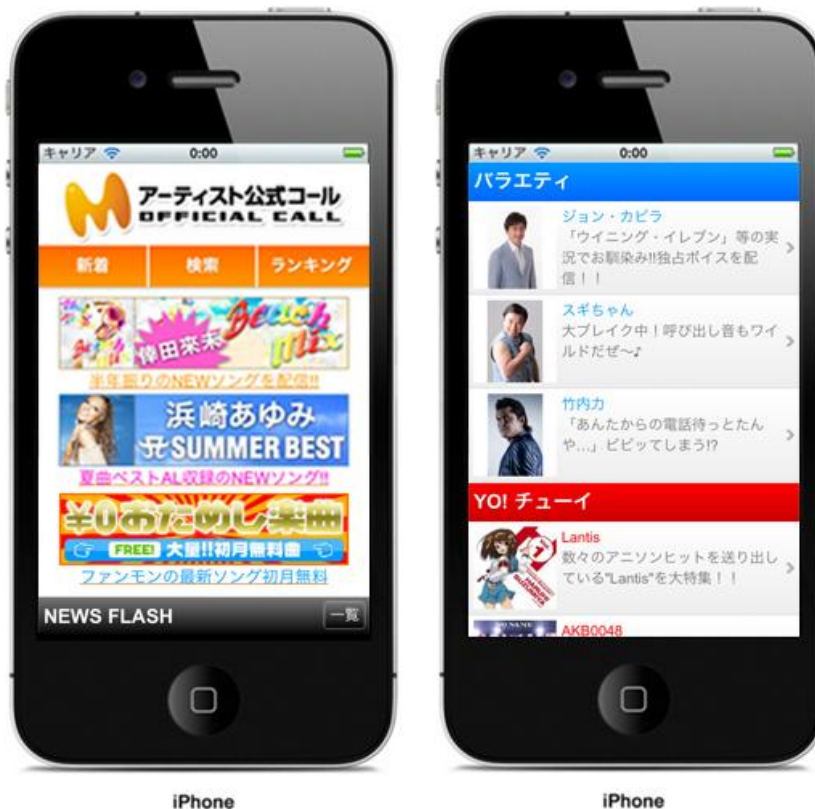 キャリア 0:00
アーティスト公式コール
OFFICIAL CALL
新着 検索 ランキング
倖田來未
Beach Mix
半年振りのNEWソングを配信!!
浜崎あゆみ
SUMMER BEST
夏曲ベストAL収録のNEWソング!!
¥0おためし楽曲
FREE! 大量!!初月無料曲
ファンモンの最新ソング初月無料
NEWS FLASH 一覧
iPhone
キャリア 0:00
バラエティ
ジョン・カビラ
「ウイニング・イレブン」等の実
況でお馴染み!!独占ボイスを配
信！！
スギちゃん
大ブレイク中！呼び出し音もワイ
ルドだぜ〜♪
竹内力
「あんたからの電話待っとたん
や…」ビビッてしまう!?
YO! チューイ
Lantis
数々のアニソンヒットを送り出し
ている"Lantis"を大特集！！
AKB0048
iPhone